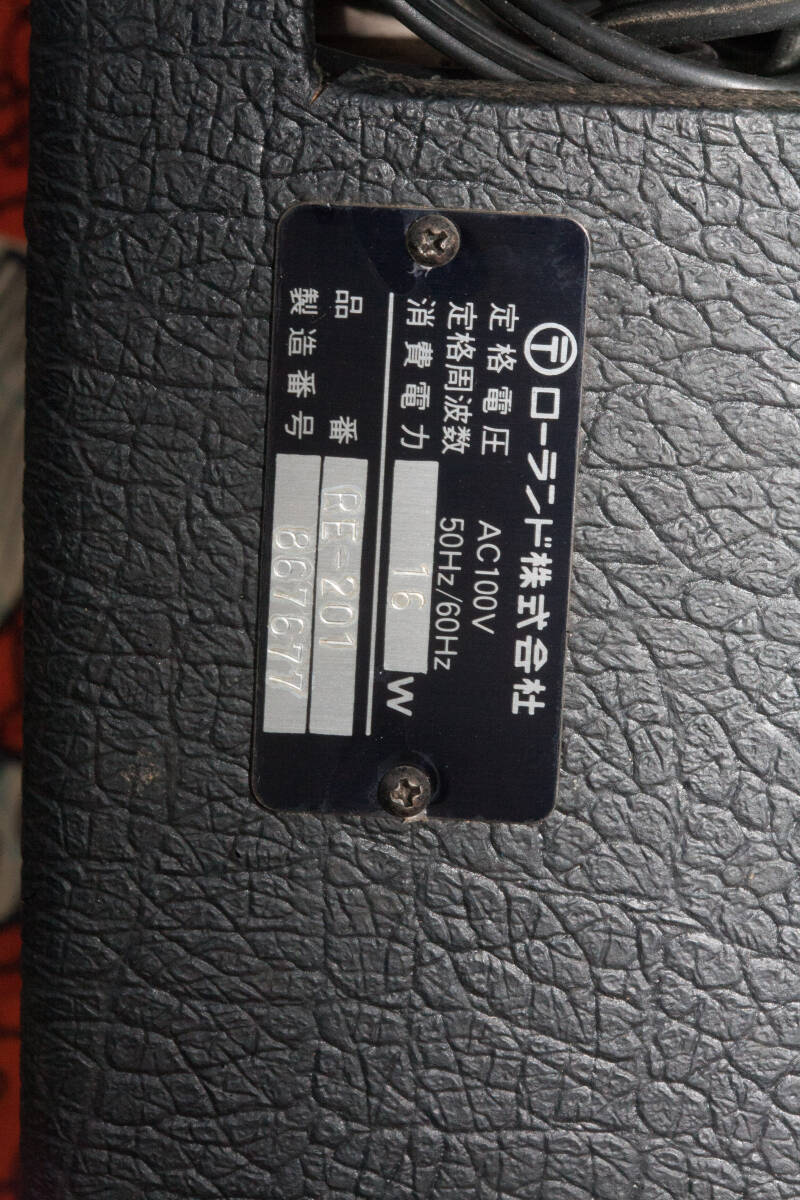 〒 ローランド株式会社
定格電圧 AC100V
定格周波数 50Hz/60Hz
消費電力 16 W
品番 RE-201
製造番号 867677